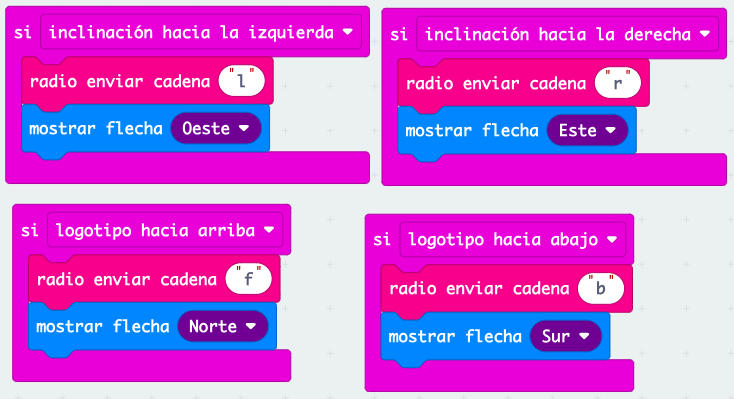 si inclinación hacia la izquierda
radio enviar cadena "l"
mostrar flecha Oeste
si inclinación hacia la derecha
radio enviar cadena "r"
mostrar flecha Este
si logotipo hacia arriba
radio enviar cadena "f"
mostrar flecha Norte
si logotipo hacia abajo
radio enviar cadena "b"
mostrar flecha Sur